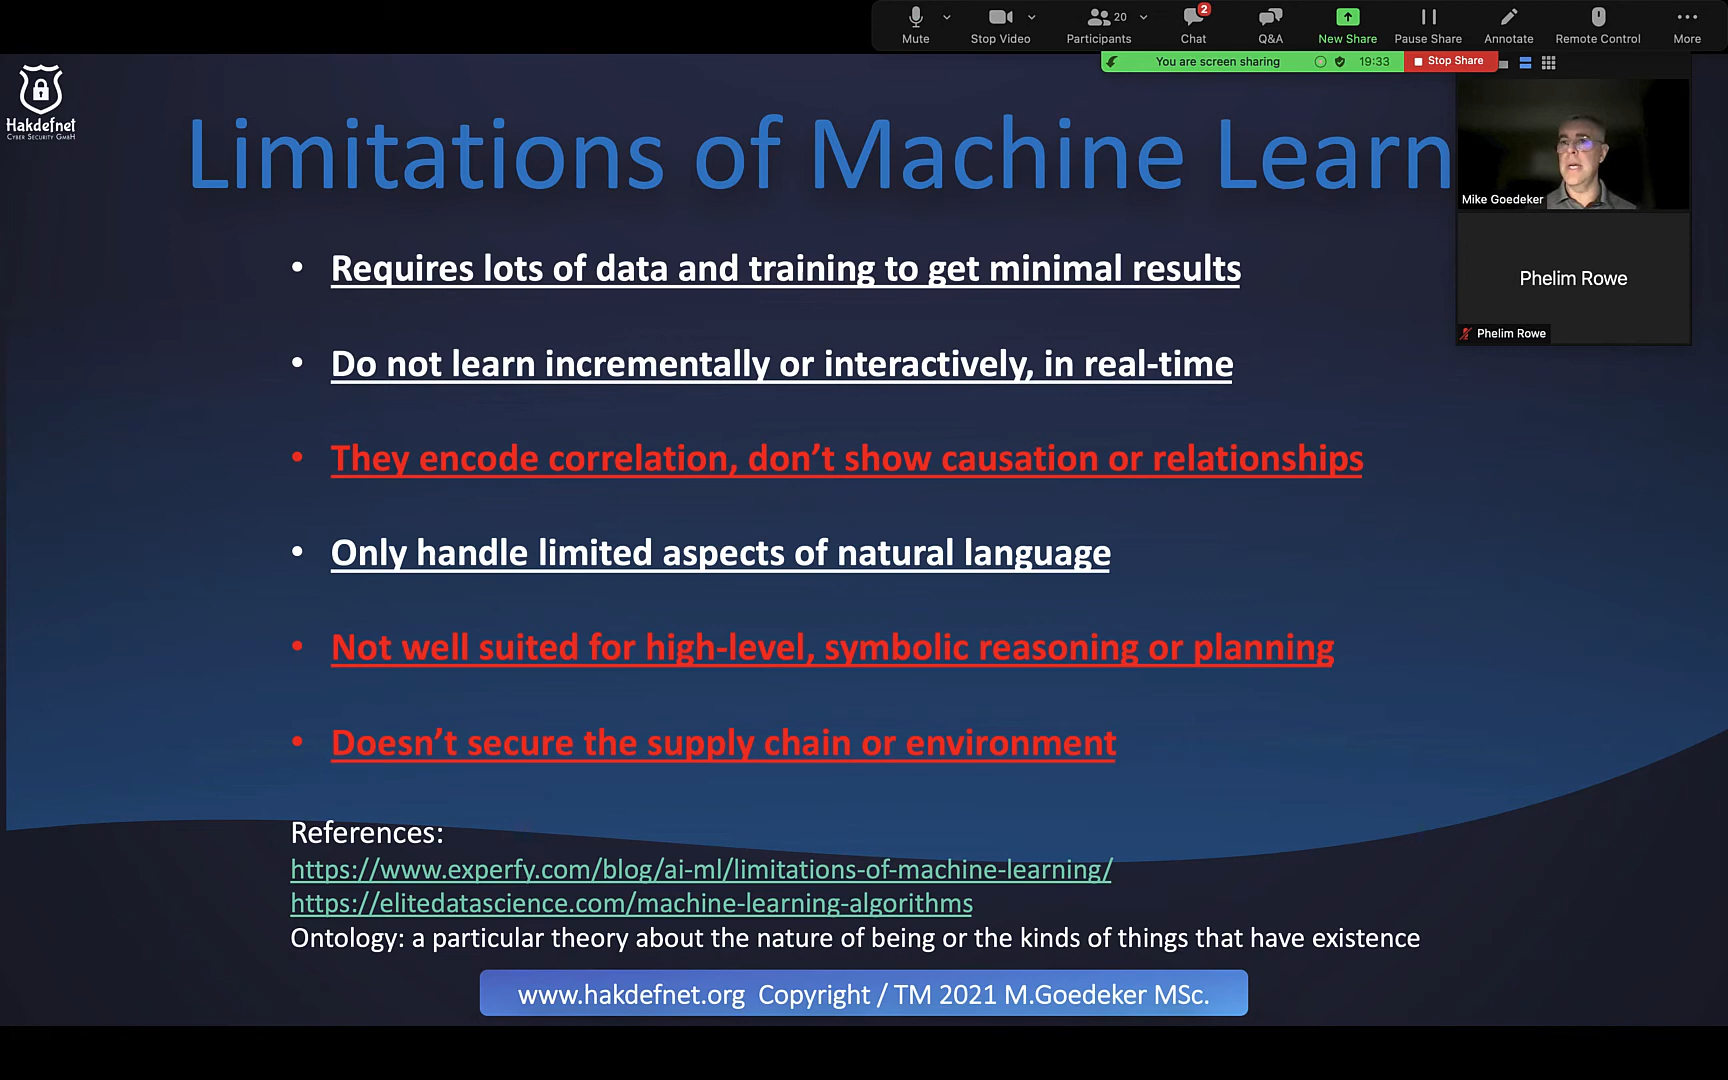 Mute
Stop Video
20
Participants
2
Chat
Q&A
New Share
Pause Share
Annotate
Remote Control
More
You are screen sharing
19:33
Stop Share
Hakdefnet
CYBER SECURITY GMBH
Limitations of Machine Learn
Mike Goedeker
Phelim Rowe
Phelim Rowe
• Requires lots of data and training to get minimal results
• Do not learn incrementally or interactively, in real-time
• They encode correlation, don’t show causation or relationships
• Only handle limited aspects of natural language
• Not well suited for high-level, symbolic reasoning or planning
• Doesn’t secure the supply chain or environment
References:
https://www.experfy.com/blog/ai-ml/limitations-of-machine-learning/
https://elitedatascience.com/machine-learning-algorithms
Ontology: a particular theory about the nature of being or the kinds of things that have existence
www.hakdefnet.org Copyright / TM 2021 M.Goedeker MSc.